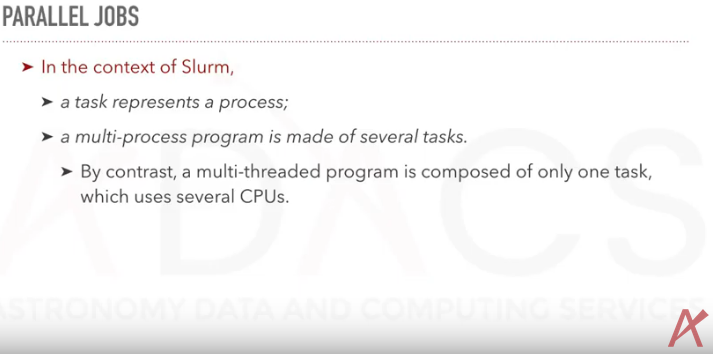 PARALLEL JOBS
➤ In the context of Slurm,
➤ a task represents a process;
➤ a multi-process program is made of several tasks.
➤ By contrast, a multi-threaded program is composed of only one task,
which uses several CPUs.
ADACS
ASTRONOMY DATA AND COMPUTING SERVICES